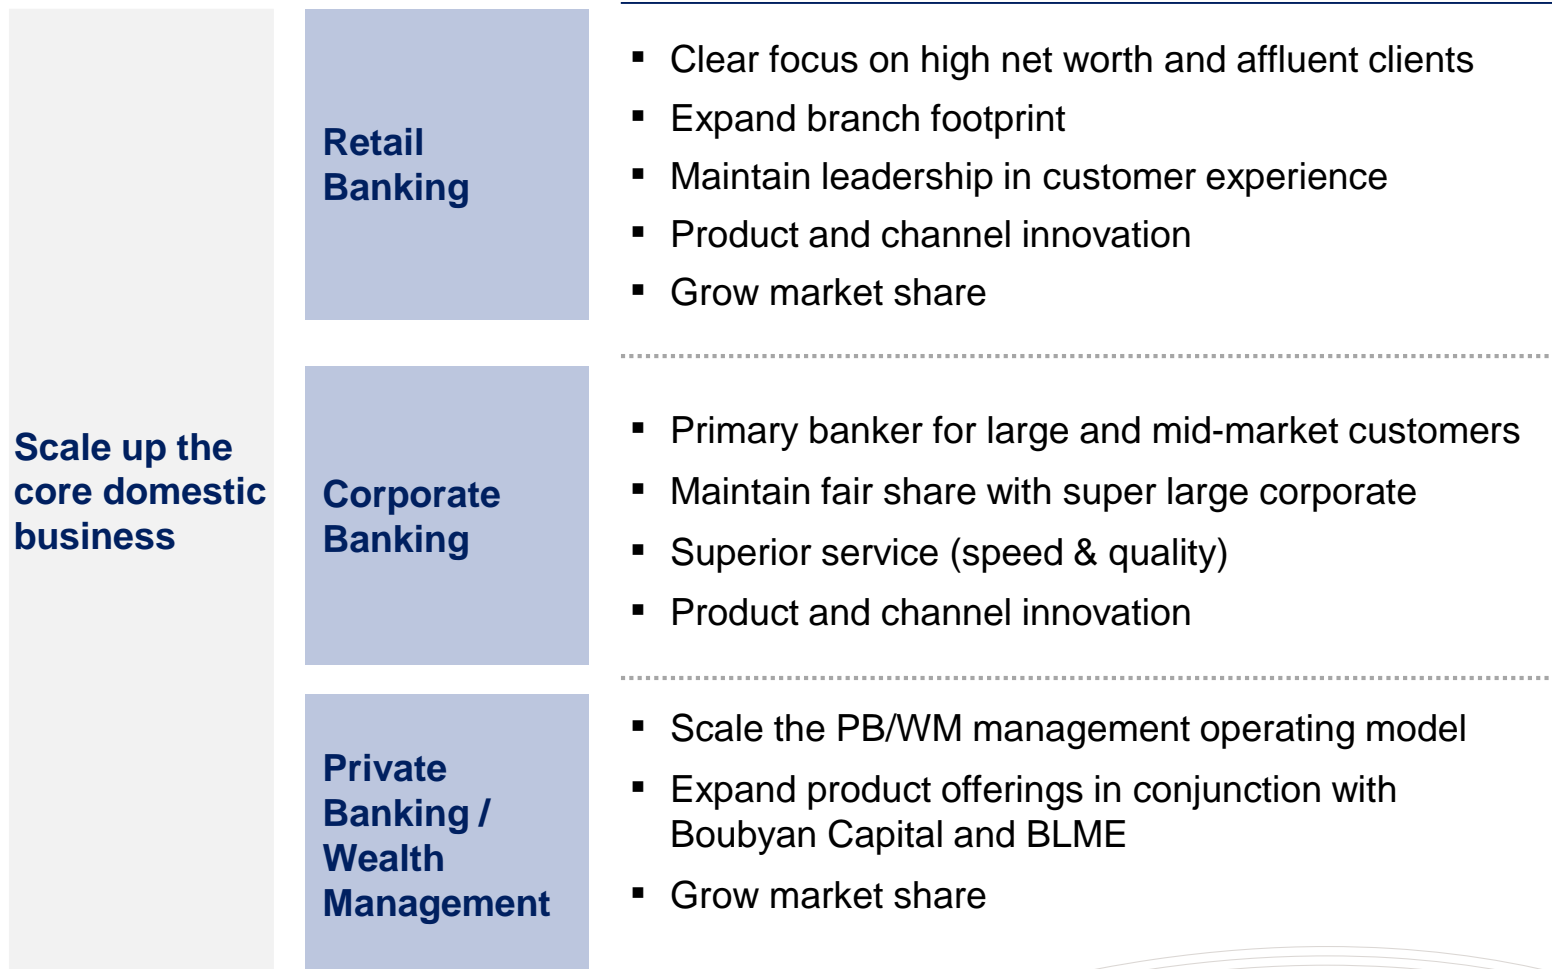 Scale up the
core domestic
business
Retail
Banking
▪ Clear focus on high net worth and affluent clients
▪ Expand branch footprint
▪ Maintain leadership in customer experience
▪ Product and channel innovation
▪ Grow market share
Corporate
Banking
▪ Primary banker for large and mid-market customers
▪ Maintain fair share with super large corporate
▪ Superior service (speed & quality)
▪ Product and channel innovation
Private
Banking /
Wealth
Management
▪ Scale the PB/WM management operating model
▪ Expand product offerings in conjunction with
Boubyan Capital and BLME
▪ Grow market share